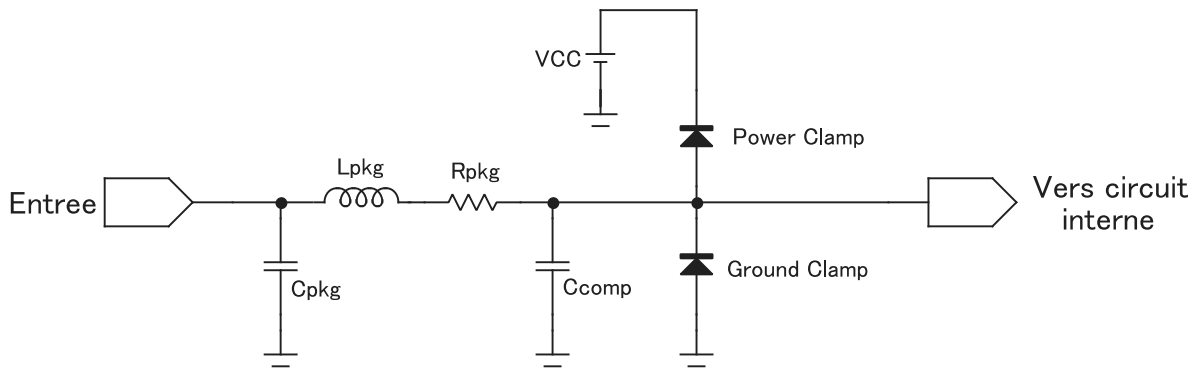 VCC
Power Clamp
Lpkg
Rpkg
Entree
Vers circuit
interne
Cpkg
Ccomp
Ground Clamp